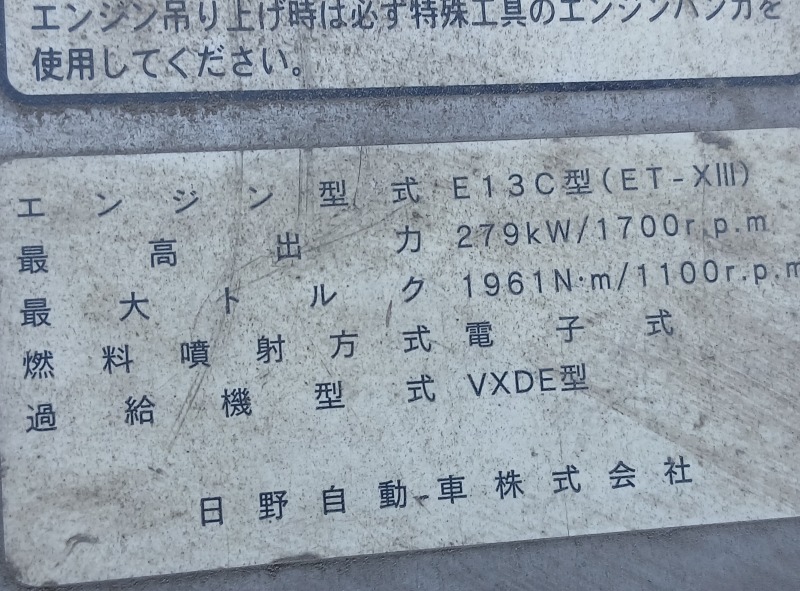 エンジン吊り上げ時は必ず特殊工具のエンジンハンガを
使用してください。
エンジン型式 E13C型(ET-XIII)
最高出力 279kW/1700r.p.m
最大トルク 1961N·m/1100r.p.m
燃料噴射方式 電子式
過給機型式 VXDE型
日野自動車株式会社